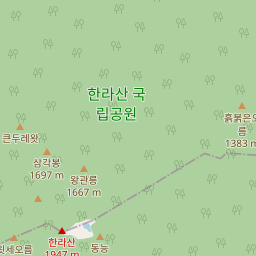 한라산 국
립공원
흙붉은오
름
1383 m
큰두레왓
삼각봉
1697 m
왕관릉
1667 m
한라산
1947 m
동능
윗세오름